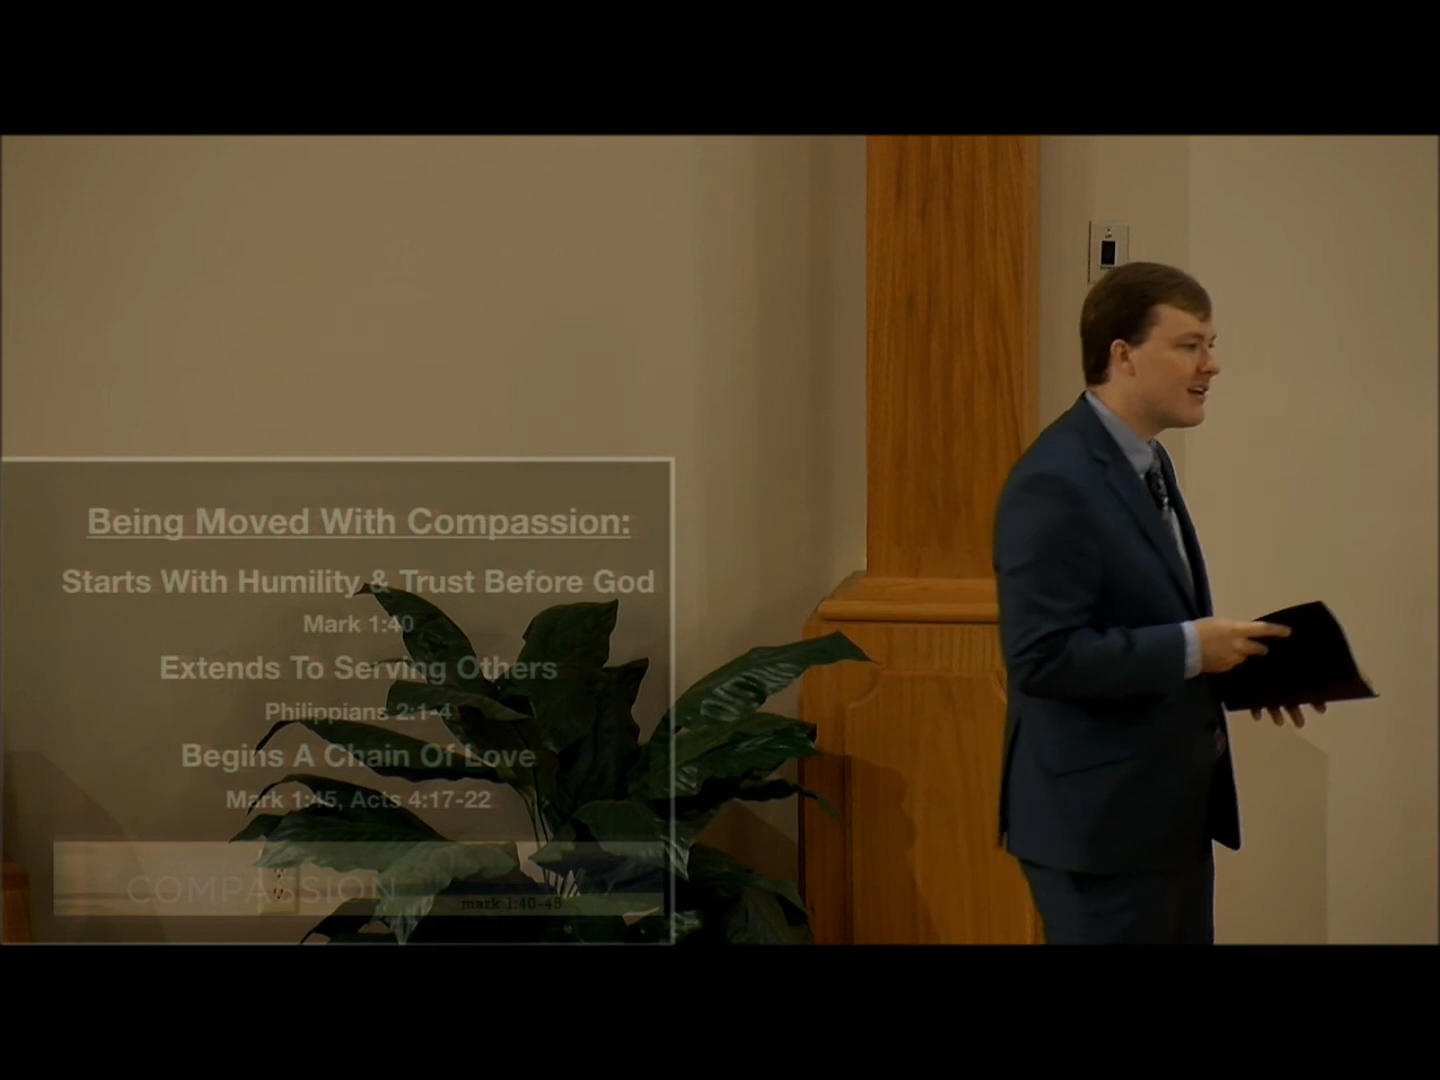 Being Moved With Compassion:
Starts With Humility & Trust Before God
Mark 1:40
Extends To Serving Others
Philippians 2:1-4
Begins A Chain Of Love
Mark 1:45, Acts 4:17-22
COMPASSION
mark 1:40-45